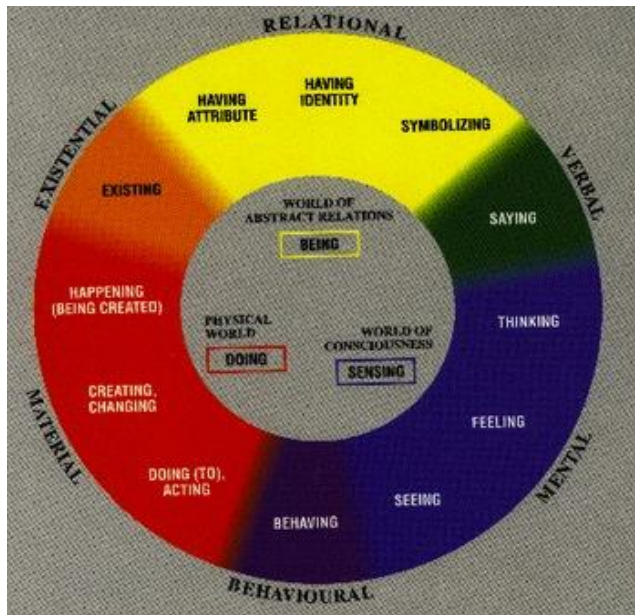 RELATIONAL
HAVING
ATTRIBUTE
HAVING
IDENTITY
SYMBOLIZING
EXISTENTIAL
EXISTING
VERBAL
SAYING
WORLD OF
ABSTRACT RELATIONS
BEING
HAPPENING
(BEING CREATED)
PHYSICAL
WORLD
DOING
WORLD OF
CONSCIOUSNESS
SENSING
THINKING
CREATING,
CHANGING
FEELING
MATERIAL
MENTAL
DOING (TO),
ACTING
SEEING
BEHAVING
BEHAVIOURAL